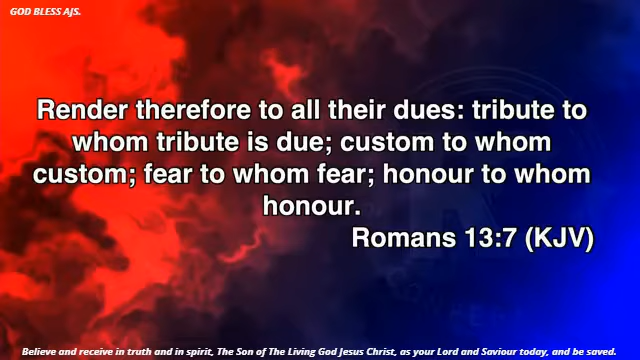 GOD BLESS AJS.
Render therefore to all their dues: tribute to
whom tribute is due; custom to whom
custom; fear to whom fear; honour to whom
honour.
Romans 13:7 (KJV)
Believe and receive in truth and in spirit, The Son of The Living God Jesus Christ, as your Lord and Saviour today, and be saved.